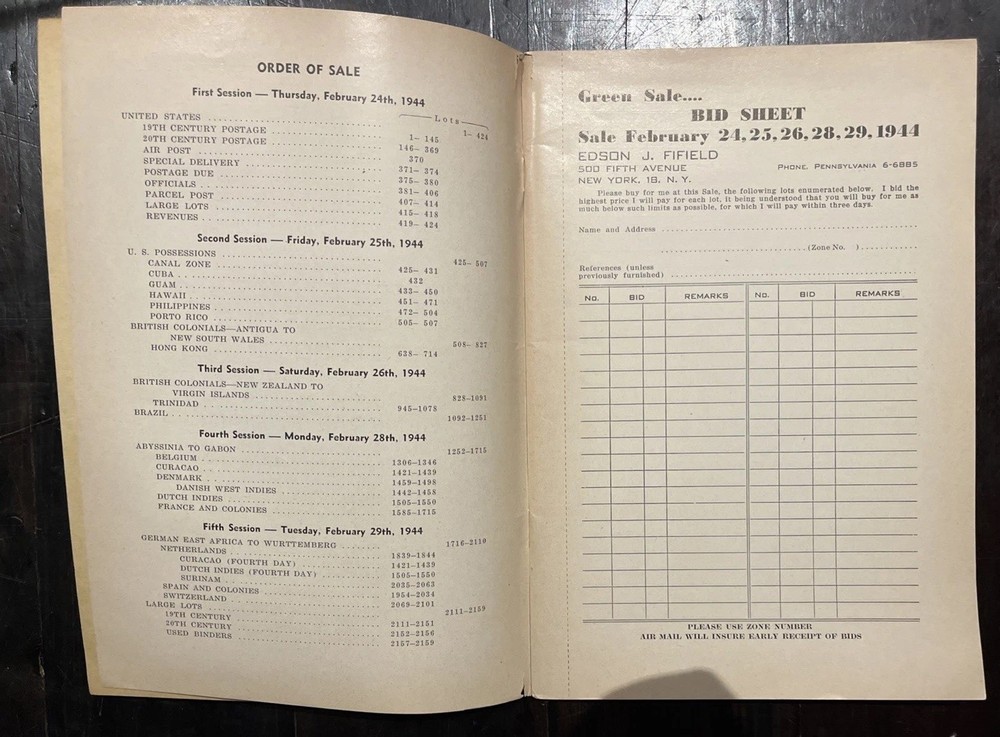 ORDER OF SALE
First Session — Thursday, February 24th, 1944
Lots
UNITED STATES 1– 424
19TH CENTURY POSTAGE 1– 145
20TH CENTURY POSTAGE 146– 369
AIR POST 370
SPECIAL DELIVERY 371– 374
POSTAGE DUE 375– 380
OFFICIALS 381– 406
PARCEL POST 407– 414
LARGE LOTS 415– 418
REVENUES 419– 424
Second Session — Friday, February 25th, 1944
U. S. POSSESSIONS 425– 507
CANAL ZONE 425– 431
CUBA 432
GUAM 433– 450
HAWAII 451– 471
PHILIPPINES 472– 504
PORTO RICO 505– 507
BRITISH COLONIALS—ANTIGUA TO
NEW SOUTH WALES 508– 827
HONG KONG 638– 714
Third Session — Saturday, February 26th, 1944
BRITISH COLONIALS—NEW ZEALAND TO
VIRGIN ISLANDS 828–1091
TRINIDAD 945–1078
BRAZIL 1092–1251
Fourth Session — Monday, February 28th, 1944
ABYSSINIA TO GABON 1252–1715
BELGIUM 1306–1346
CURACAO 1421–1439
DENMARK 1459–1498
DANISH WEST INDIES 1442–1458
DUTCH INDIES 1505–1550
FRANCE AND COLONIES 1585–1715
Fifth Session — Tuesday, February 29th, 1944
GERMAN EAST AFRICA TO WURTTEMBERG 1716–2110
NETHERLANDS 1839–1844
CURACAO (FOURTH DAY) 1421–1439
DUTCH INDIES (FOURTH DAY) 1505–1550
SURINAM 2035–2063
SPAIN AND COLONIES 1954–2034
SWITZERLAND 2069–2101
LARGE LOTS 2111–2159
19TH CENTURY 2111–2151
20TH CENTURY 2152–2156
USED BINDERS 2157–2159
Green Sale....
BID SHEET
Sale February 24, 25, 26, 28, 29, 1944
EDSON J. FIFIELD
500 FIFTH AVENUE PHONE, PENNSYLVANIA 6-6885
NEW YORK, 18, N. Y.
Please buy for me at this Sale, the following lots enumerated below. I bid the
highest price I will pay for each lot, it being understood that you will buy for me as
much below such limits as possible, for which I will pay within three days.
Name and Address
(Zone No. )
References (unless
previously furnished)
No. BID REMARKS No. BID REMARKS
PLEASE USE ZONE NUMBER
AIR MAIL WILL INSURE EARLY RECEIPT OF BIDS